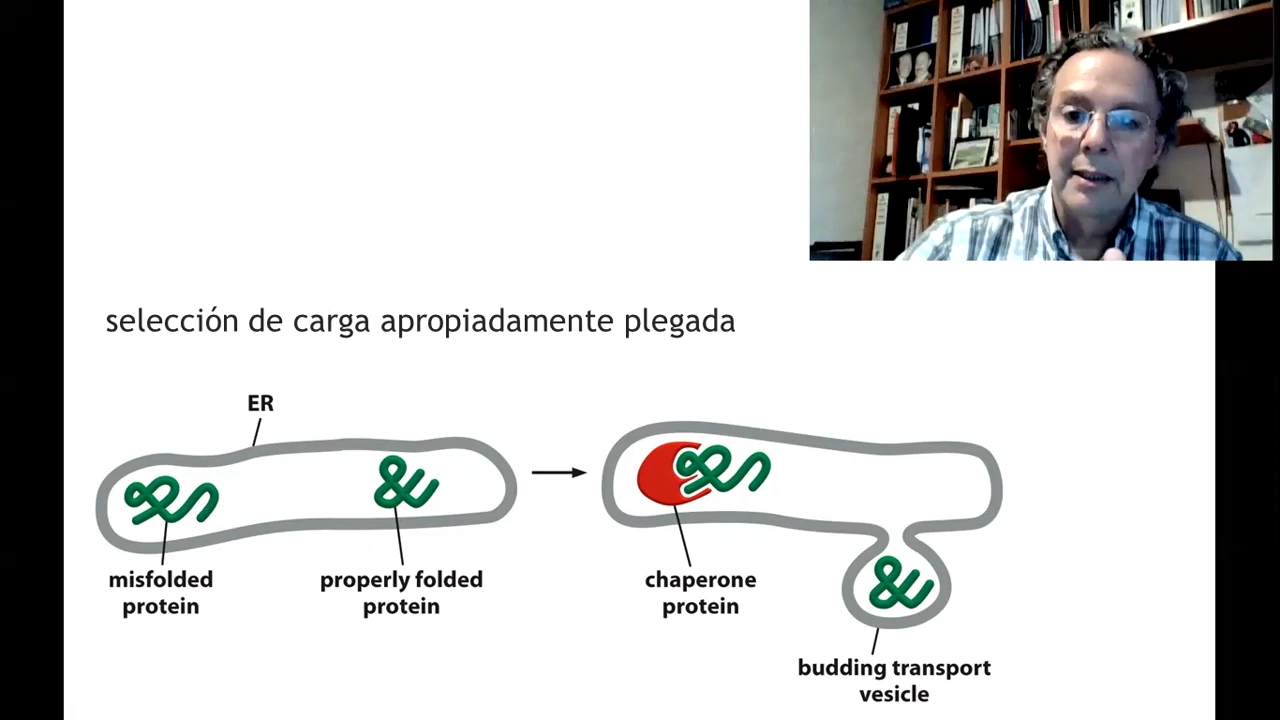 selección de carga apropiadamente plegada
ER
misfolded
protein
properly folded
protein
chaperone
protein
budding transport
vesicle